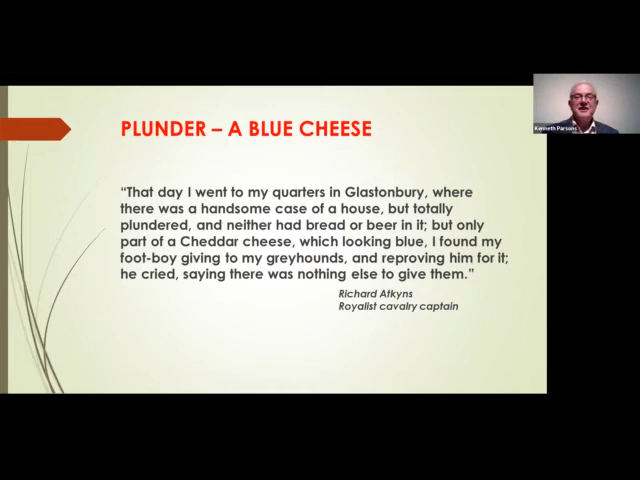 PLUNDER – A BLUE CHEESE
Kenneth Parsons
“That day I went to my quarters in Glastonbury, where
there was a handsome case of a house, but totally
plundered, and neither had bread or beer in it; but only
part of a Cheddar cheese, which looking blue, I found my
foot-boy giving to my greyhounds, and reproving him for it;
he cried, saying there was nothing else to give them.”
Richard Atkyns
Royalist cavalry captain